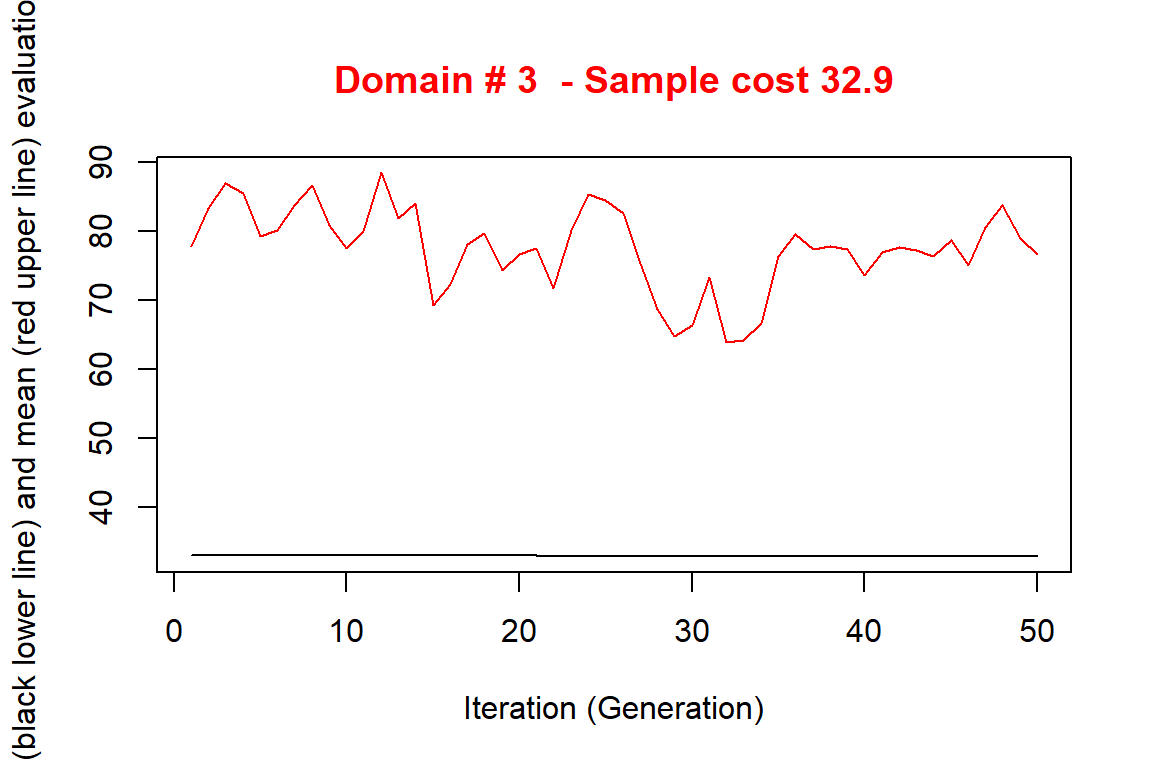 Domain # 3  - Sample cost 32.9
(black lower line) and mean (red upper line) evaluatio
90
80
70
60
50
40
0 10 20 30 40 50
Iteration (Generation)